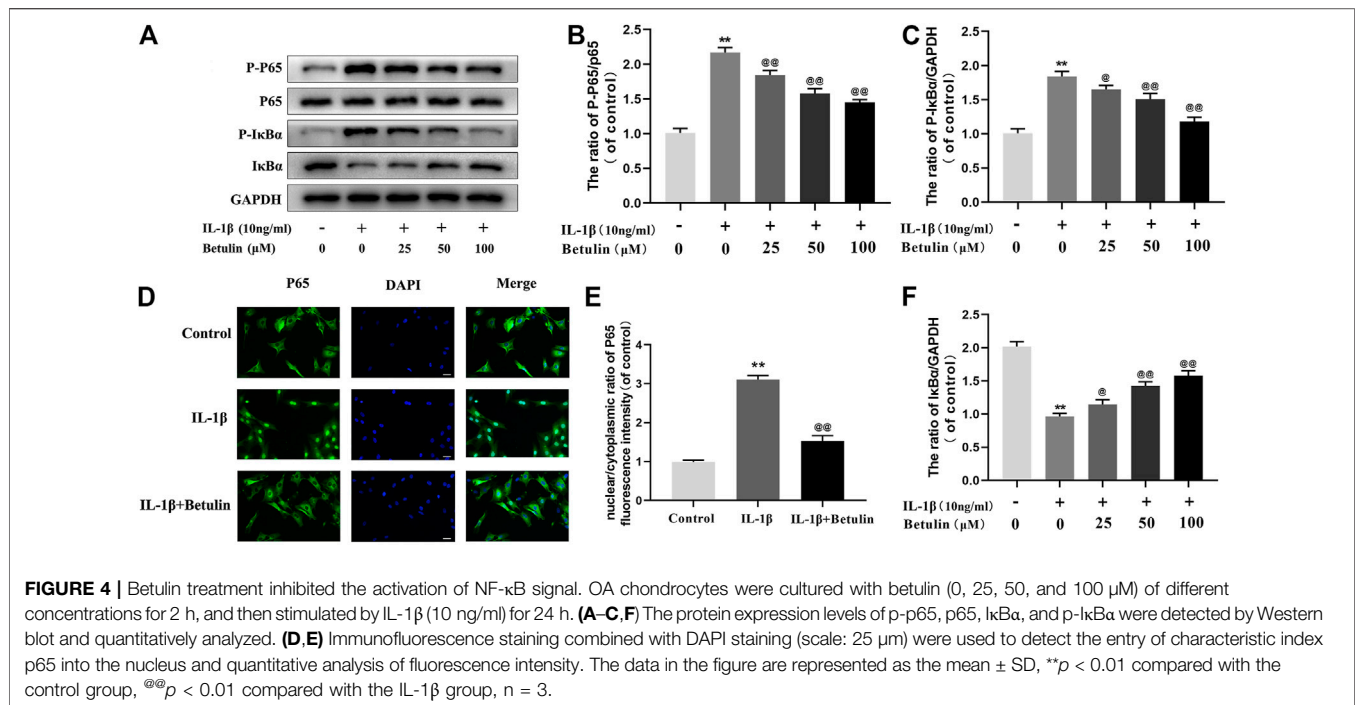 A
P-P65
P65
P-IκBα
IκBα
GAPDH
IL-1β (10ng/ml) - + + + +
Betulin (μM) 0 0 25 50 100
B
The ratio of P-P65/p65
( of control)
2.5
2.0
1.5
1.0
0.5
0.0
** @@ @@ @@
IL-1β(10ng/ml) - + + + +
Betulin (μM) 0 0 25 50 100
C
The ratio of P-IκBα/GAPDH
( of control)
2.5
2.0
1.5
1.0
0.5
0.0
** @ @@ @@
IL-1β(10ng/ml) - + + + +
Betulin (μM) 0 0 25 50 100
D
P65 DAPI Merge
Control
IL-1β
IL-1β+Betulin
E
nuclear/cytoplasmic ratio of P65
fluorescence intensity(of control)
4
3
2
1
0
** @@
Control IL-1β IL-1β+Betulin
F
The ratio of IκBα/GAPDH
( of control)
2.5
2.0
1.5
1.0
0.5
0.0
** @ @@ @@
IL-1β(10ng/ml) - + + + +
Betulin (μM) 0 0 25 50 100
FIGURE 4 | Betulin treatment inhibited the activation of NF-κB signal. OA chondrocytes were cultured with betulin (0, 25, 50, and 100 μM) of different
concentrations for 2 h, and then stimulated by IL-1β (10 ng/ml) for 24 h. (A–C,F) The protein expression levels of p-p65, p65, IκBα, and p-IκBα were detected by Western
blot and quantitatively analyzed. (D,E) Immunofluorescence staining combined with DAPI staining (scale: 25 μm) were used to detect the entry of characteristic index
p65 into the nucleus and quantitative analysis of fluorescence intensity. The data in the figure are represented as the mean ± SD, **p < 0.01 compared with the
control group, @@p < 0.01 compared with the IL-1β group, n = 3.